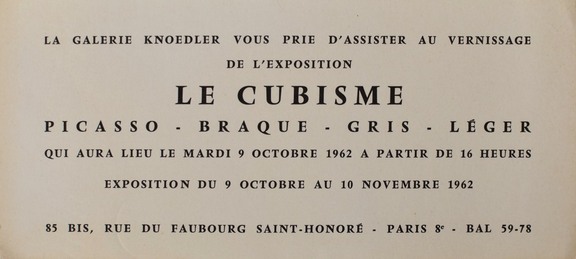 LA GALERIE KNOEDLER VOUS PRIE D'ASSISTER AU VERNISSAGE
DE L'EXPOSITION
LE CUBISME
PICASSO - BRAQUE - GRIS - LÉGER
QUI AURA LIEU LE MARDI 9 OCTOBRE 1962 A PARTIR DE 16 HEURES
EXPOSITION DU 9 OCTOBRE AU 10 NOVEMBRE 1962
85 BIS, RUE DU FAUBOURG SAINT-HONORÉ - PARIS 8ᵉ - BAL 59-78